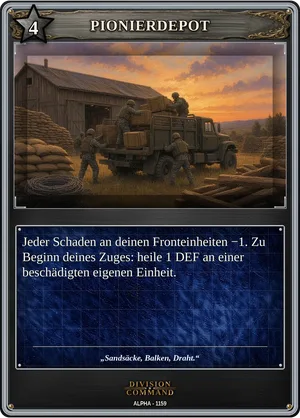 4
PIONIERDEPOT
Jeder Schaden an deinen Fronteinheiten −1. Zu
Beginn deines Zuges: heile 1 DEF an einer
beschädigten eigenen Einheit.
„Sandsäcke, Balken, Draht.“
DIVISION
COMMAND
ALPHA - 1159